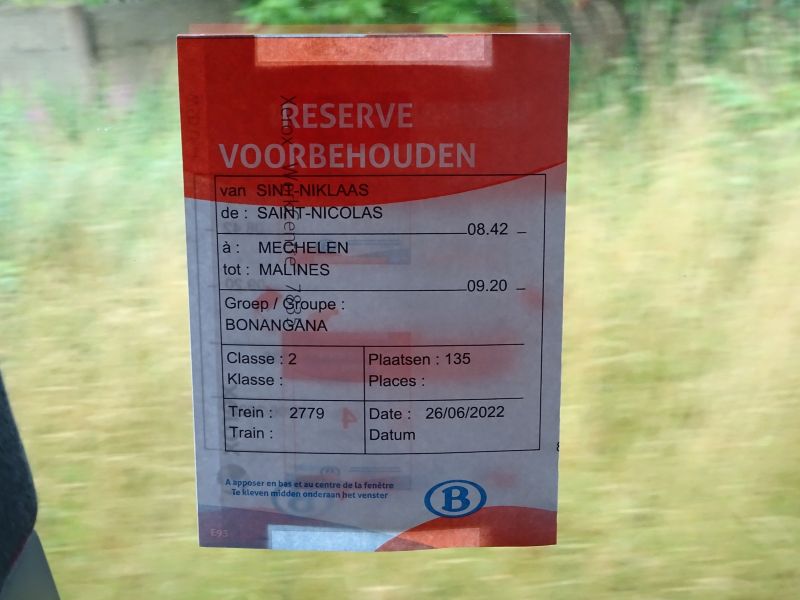 RESERVE
VOORBEHOUDEN
van SINT-NIKLAAS
de : SAINT-NICOLAS
08.42
à : MECHELEN
tot : MALINES
09.20
Groep / Groupe :
BONANGANA
Classe : 2 Plaatsen : 135
Klasse : Places :
Trein : 2779 Date : 26/06/2022
Train : Datum
A apposer en bas et au centre de la fenêtre
Te kleven midden onderaan het venster
B
E93